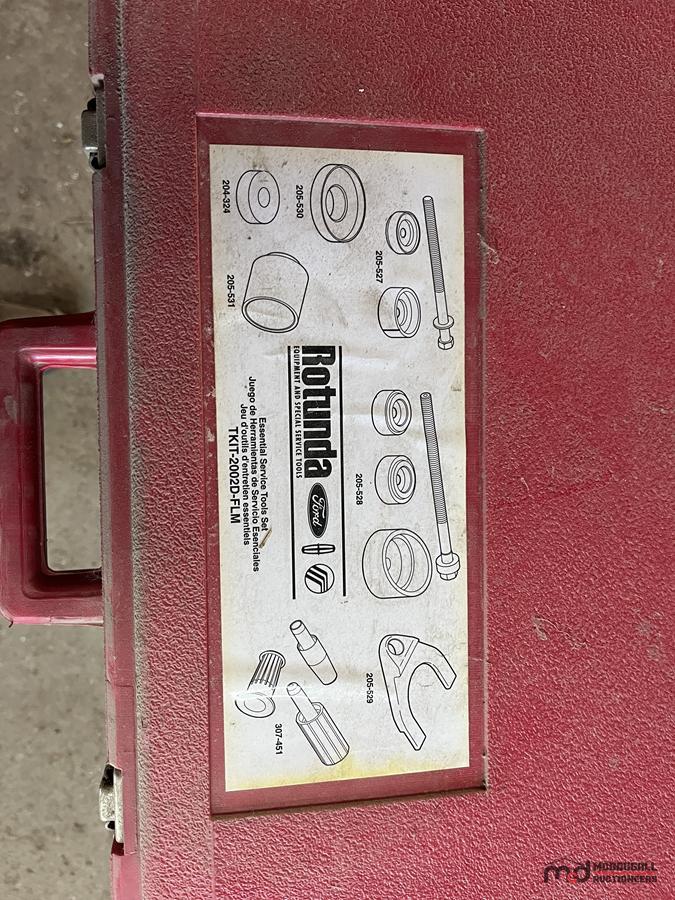 205-527
205-528
205-529
205-530
204-324
205-531
307-451
Rotunda
EQUIPMENT AND SPECIAL SERVICE TOOLS
Ford
Essential Service Tools Set
Juego de Herramientas de Servicio Esenciales
Jeu d'outils d'entretien essentiels
TKIT-2002D-FLM
md MCDOUGALL
AUCTIONEERS